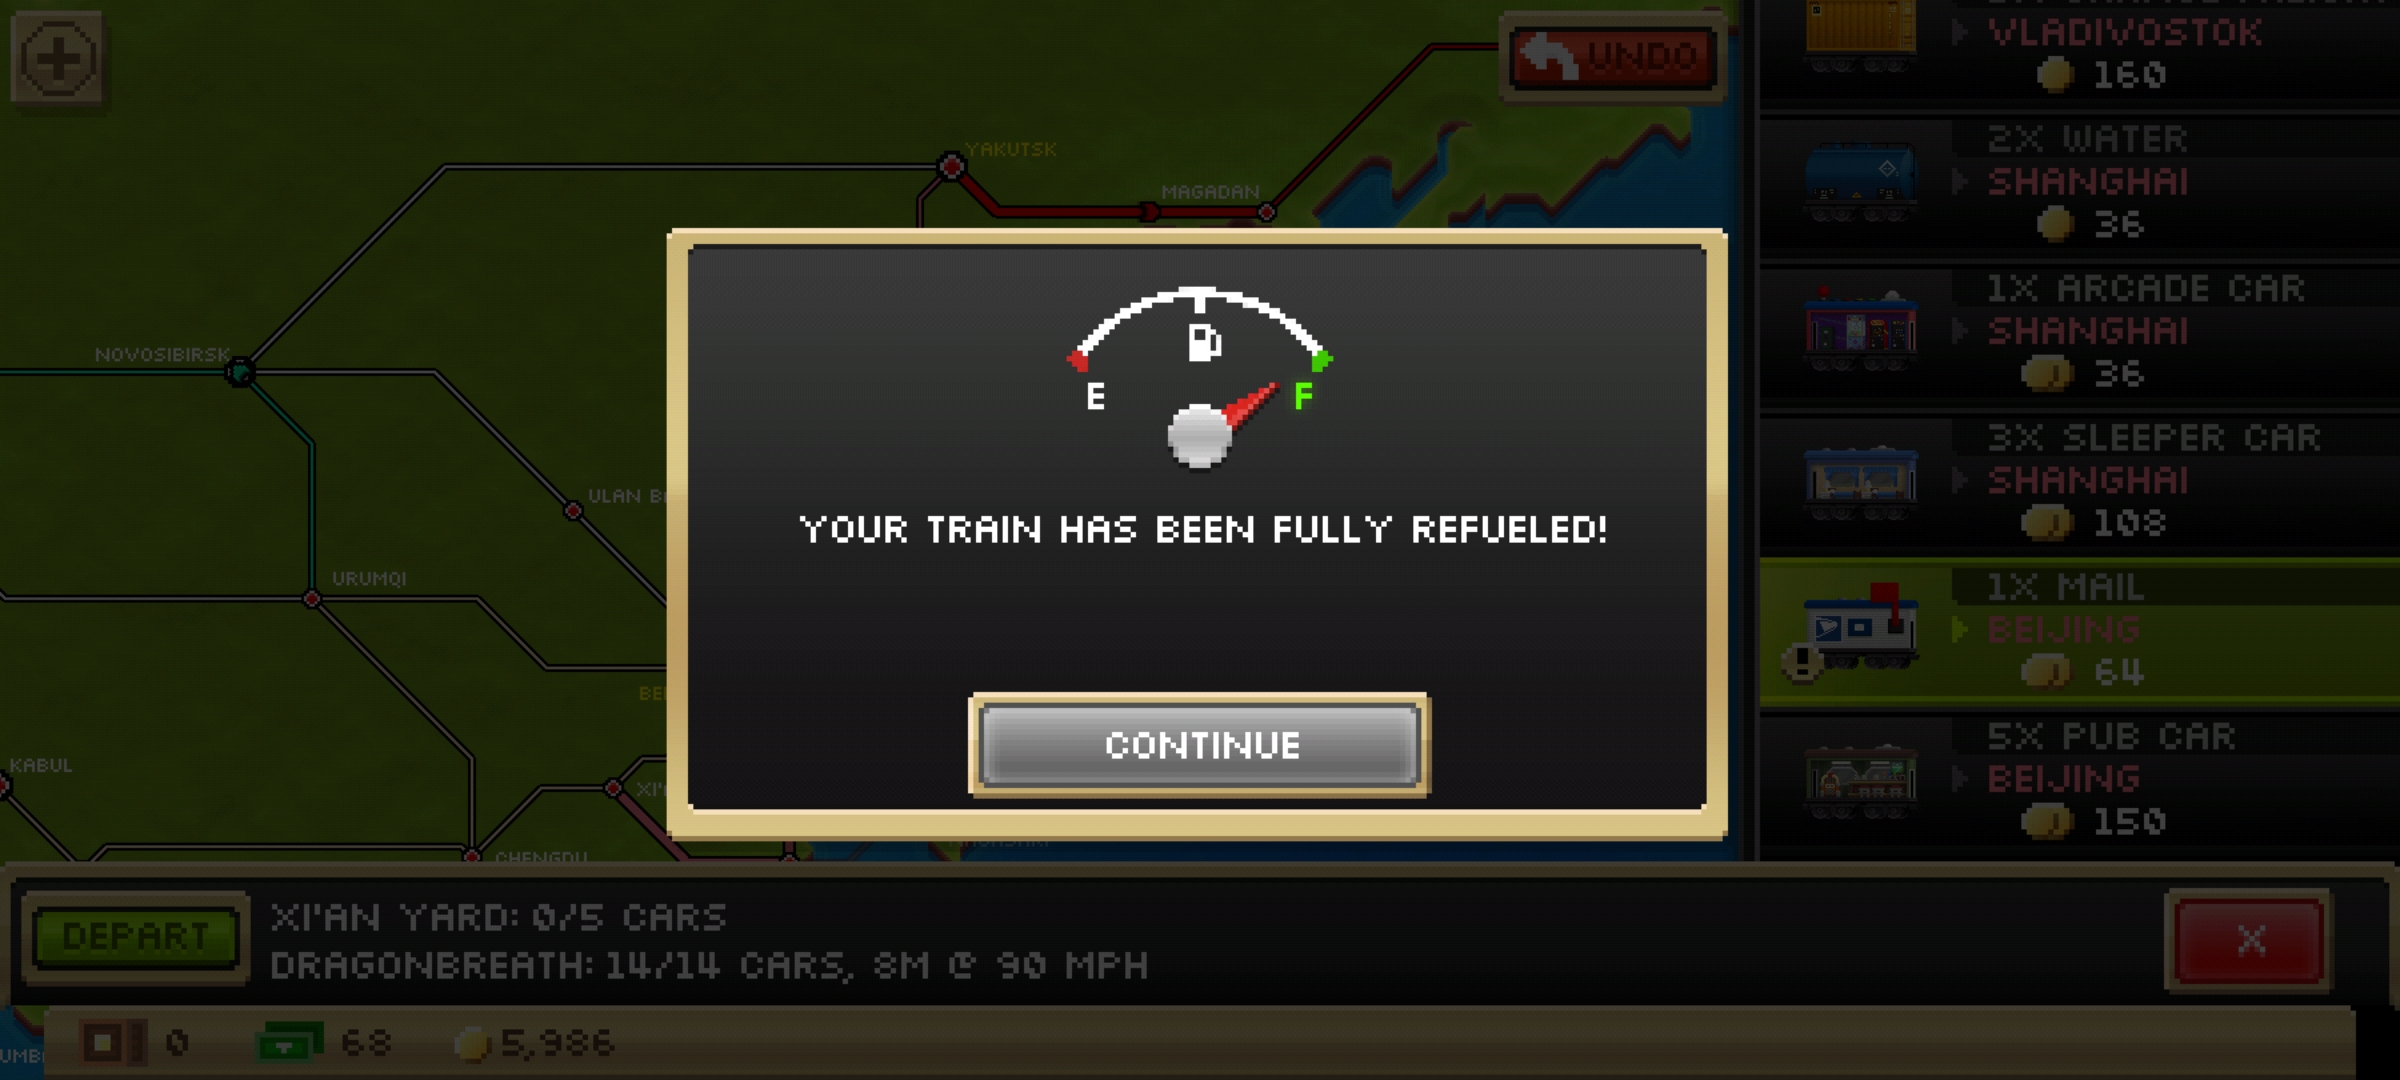 VLADIVOSTOK
160
UNDO
2X WATER
SHANGHAI
36
YAKUTSK
MAGADAN
1X ARCADE CAR
SHANGHAI
36
NOVOSIBIRSK
E
F
3X SLEEPER CAR
SHANGHAI
108
ULAN
YOUR TRAIN HAS BEEN FULLY REFUELED!
URUMQI
1X MAIL
BEIJING
64
CONTINUE
5X PUB CAR
BEIJING
150
KABUL
CHENGDU
DEPART
XI'AN YARD: 0/5 CARS
DRAGONBREATH: 14/14 CARS, 8M @ 90 MPH
X
0
68
5,986